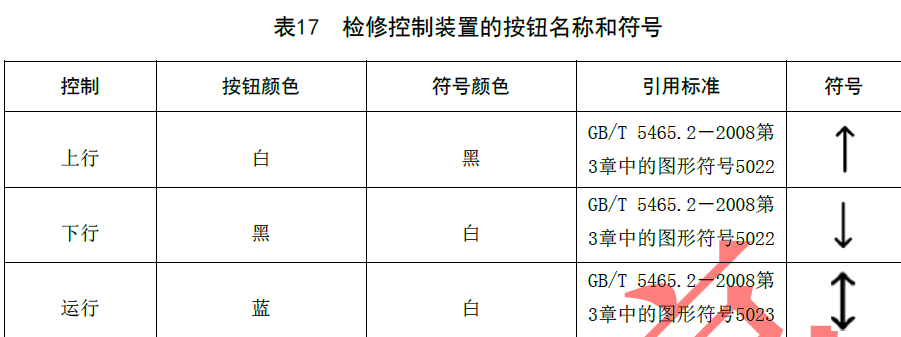 表17 检修控制装置的按钮名称和符号
控制 按钮颜色 符号颜色 引用标准 符号
上行 白 黑 GB/T 5465.2－2008第
3章中的图形符号5022 ↑
下行 黑 白 GB/T 5465.2－2008第
3章中的图形符号5022 ↓
运行 蓝 白 GB/T 5465.2－2008第
3章中的图形符号5023 ↕